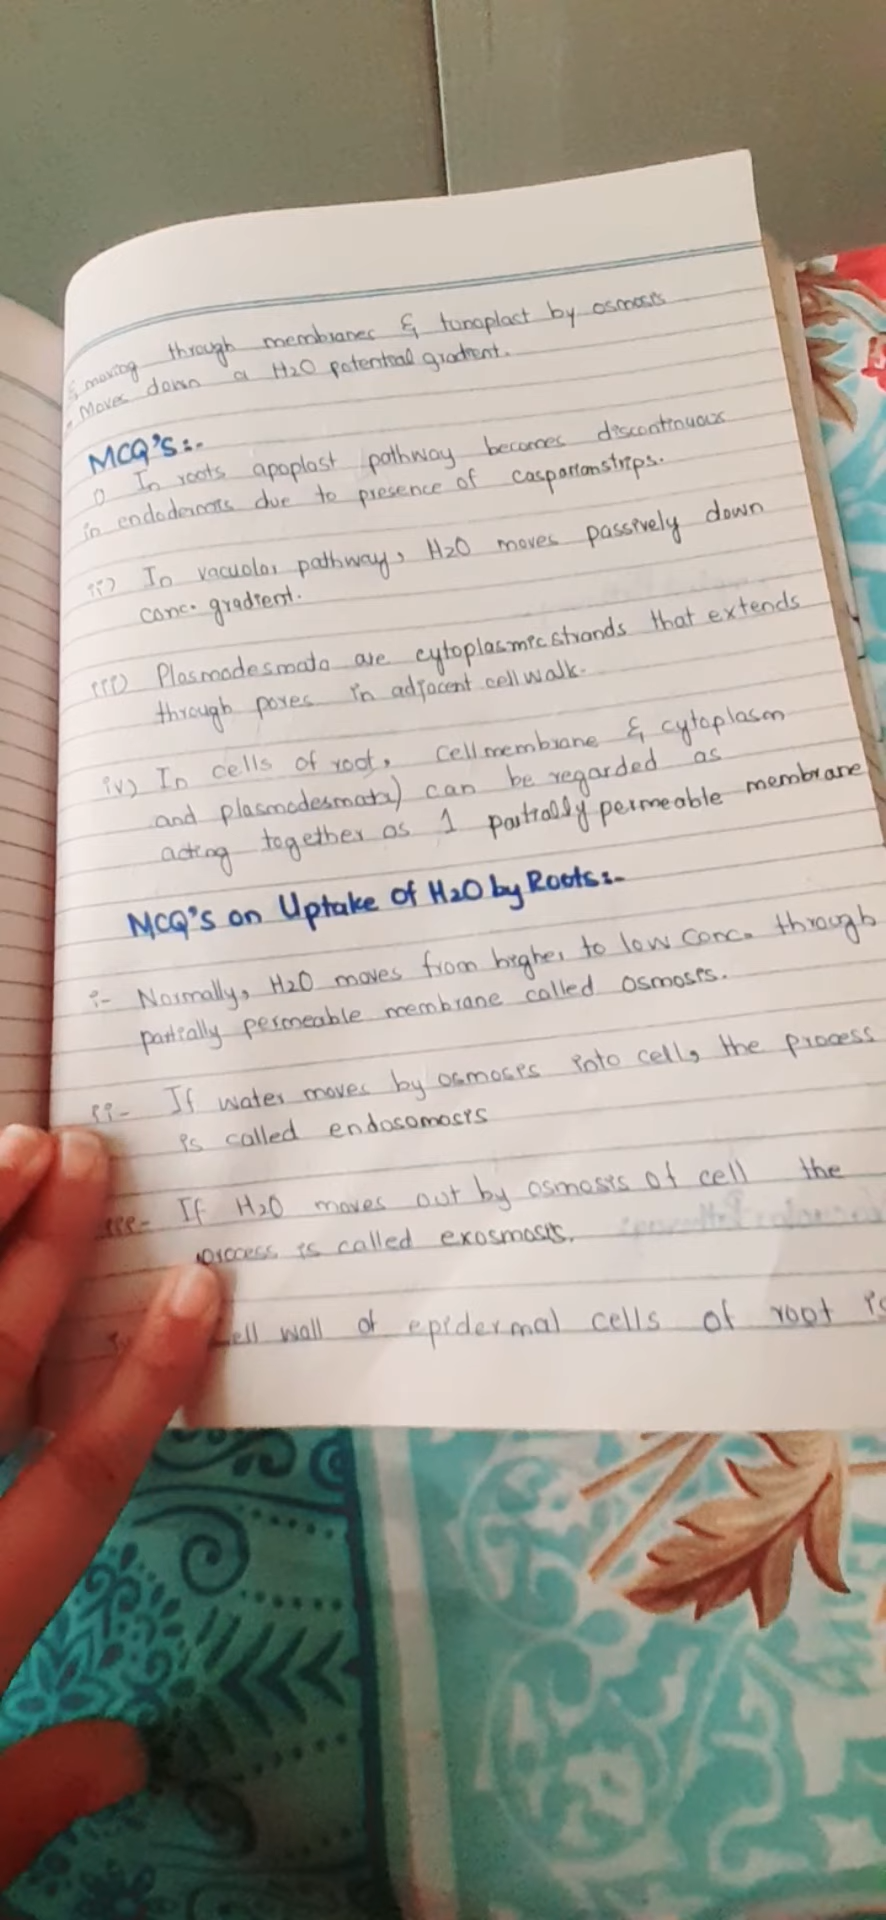 & moving through membranes & tonoplast by osmosis
• Moves down a H2O potential gradient.
MCQ's:-
i) In roots apoplast pathway becomes discontinuous
in endodermis due to presence of casparianstrips.
ii) In vacuolar pathway, H2O moves passively down
conc. gradient.
iii) Plasmodesmata are cytoplasmic strands that extends
through pores in adjacent cell walk.
iv) In cells of root, cell membrane & cytoplasm
and plasmodesmata) can be regarded as
acting together as 1 partially permeable membrane
MCQ's on Uptake of H2O by Roots:-
i- Normally, H2O moves from higher to low conc. through
partially permeable membrane called osmosis.
ii- If water moves by osmosis into cell, the process
is called endosomosis
iii- If H2O moves out by osmosis of cell the
process is called exosmosis.
ell wall of epidermal cells of root is